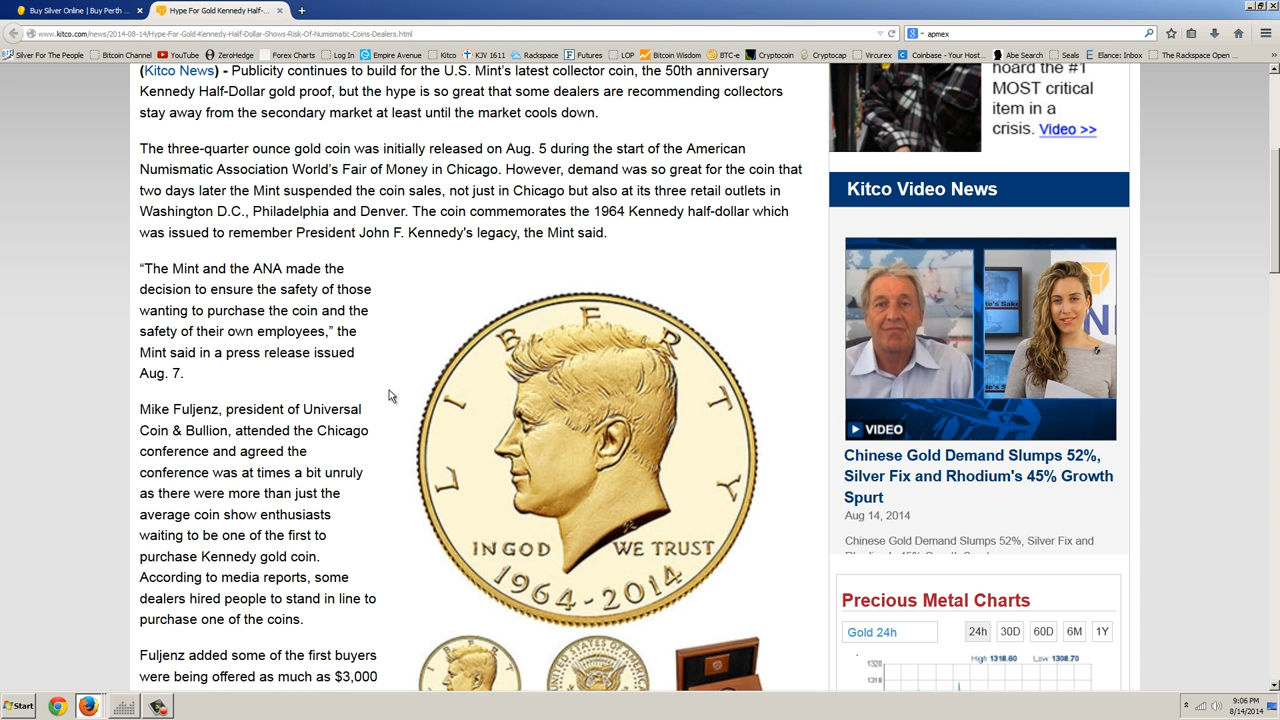 Buy Silver Online | Buy Perth ...
Hype For Gold Kennedy Half-...
www.kitco.com/news/2014-08-14/Hype-For-Gold-Kennedy-Half-Dollar-Shows-Risk-Of-Numismatic-Coins-Dealers.html
apmex
Silver For The People
Bitcoin Channel
YouTube
Zerohedge
Forex Charts
Log In
Empire Avenue
Kitco
KJV 1611
Futures
LOP
Bitcoin Wisdom
BTC-e
Cryptocoin
Cryptocap
Vircurex
Coinbase - Your Host...
Abe Search
Seals
Elance: Inbox
The Rackspace Open ...
(Kitco News) - Publicity continues to build for the U.S. Mint's latest collector coin, the 50th anniversary
Kennedy Half-Dollar gold proof, but the hype is so great that some dealers are recommending collectors
stay away from the secondary market at least until the market cools down.
The three-quarter ounce gold coin was initially released on Aug. 5 during the start of the American
Numismatic Association World's Fair of Money in Chicago. However, demand was so great for the coin that
two days later the Mint suspended the coin sales, not just in Chicago but also at its three retail outlets in
Washington D.C., Philadelphia and Denver. The coin commemorates the 1964 Kennedy half-dollar which
was issued to remember President John F. Kennedy's legacy, the Mint said.
“The Mint and the ANA made the
decision to ensure the safety of those
wanting to purchase the coin and the
safety of their own employees,” the
Mint said in a press release issued
Aug. 7.
Mike Fuljenz, president of Universal
Coin & Bullion, attended the Chicago
conference and agreed the
conference was at times a bit unruly
as there were more than just the
average coin show enthusiasts
waiting to be one of the first to
purchase Kennedy gold coin.
According to media reports, some
dealers hired people to stand in line to
purchase one of the coins.
Fuljenz added some of the first buyers
were being offered as much as $3,000
LIBERTY
IN GOD WE TRUST
1964-2014
hoard the #1
MOST critical
item in a
crisis. Video >>
Kitco Video News
VIDEO
Chinese Gold Demand Slumps 52%,
Silver Fix and Rhodium's 45% Growth
Spurt
Aug 14, 2014
Chinese Gold Demand Slumps 52%, Silver Fix and
Precious Metal Charts
Gold 24h
24h
30D
60D
6M
1Y
High 1318.60 Low 1308.70
1320
Start
9:06 PM
8/14/2014